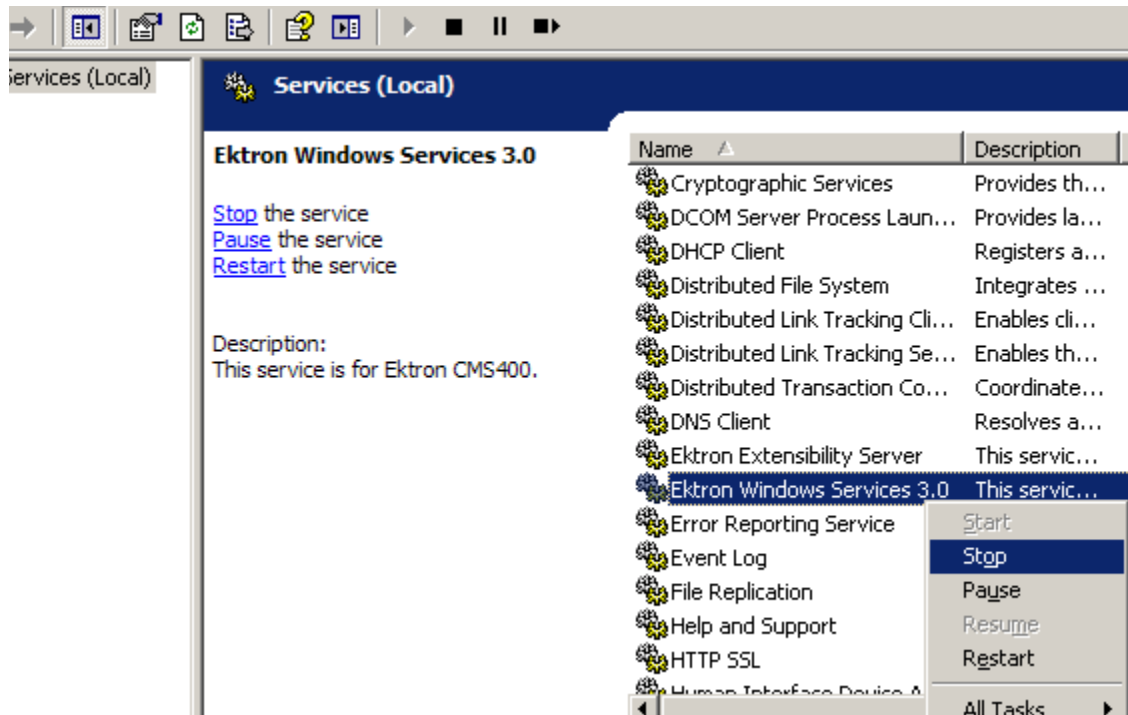 Services (Local)
Services (Local)
Ektron Windows Services 3.0
Stop the service
Pause the service
Restart the service
Description:
This service is for Ektron CMS400.
Name Description
Cryptographic Services Provides th...
DCOM Server Process Laun... Provides la...
DHCP Client Registers a...
Distributed File System Integrates ...
Distributed Link Tracking Cli... Enables cli...
Distributed Link Tracking Se... Enables th...
Distributed Transaction Co... Coordinate...
DNS Client Resolves a...
Ektron Extensibility Server This servic...
Ektron Windows Services 3.0 This servic...
Error Reporting Service
Event Log
File Replication
Help and Support
HTTP SSL
Human Interface Device A
Start
Stop
Pause
Resume
Restart
All Tasks